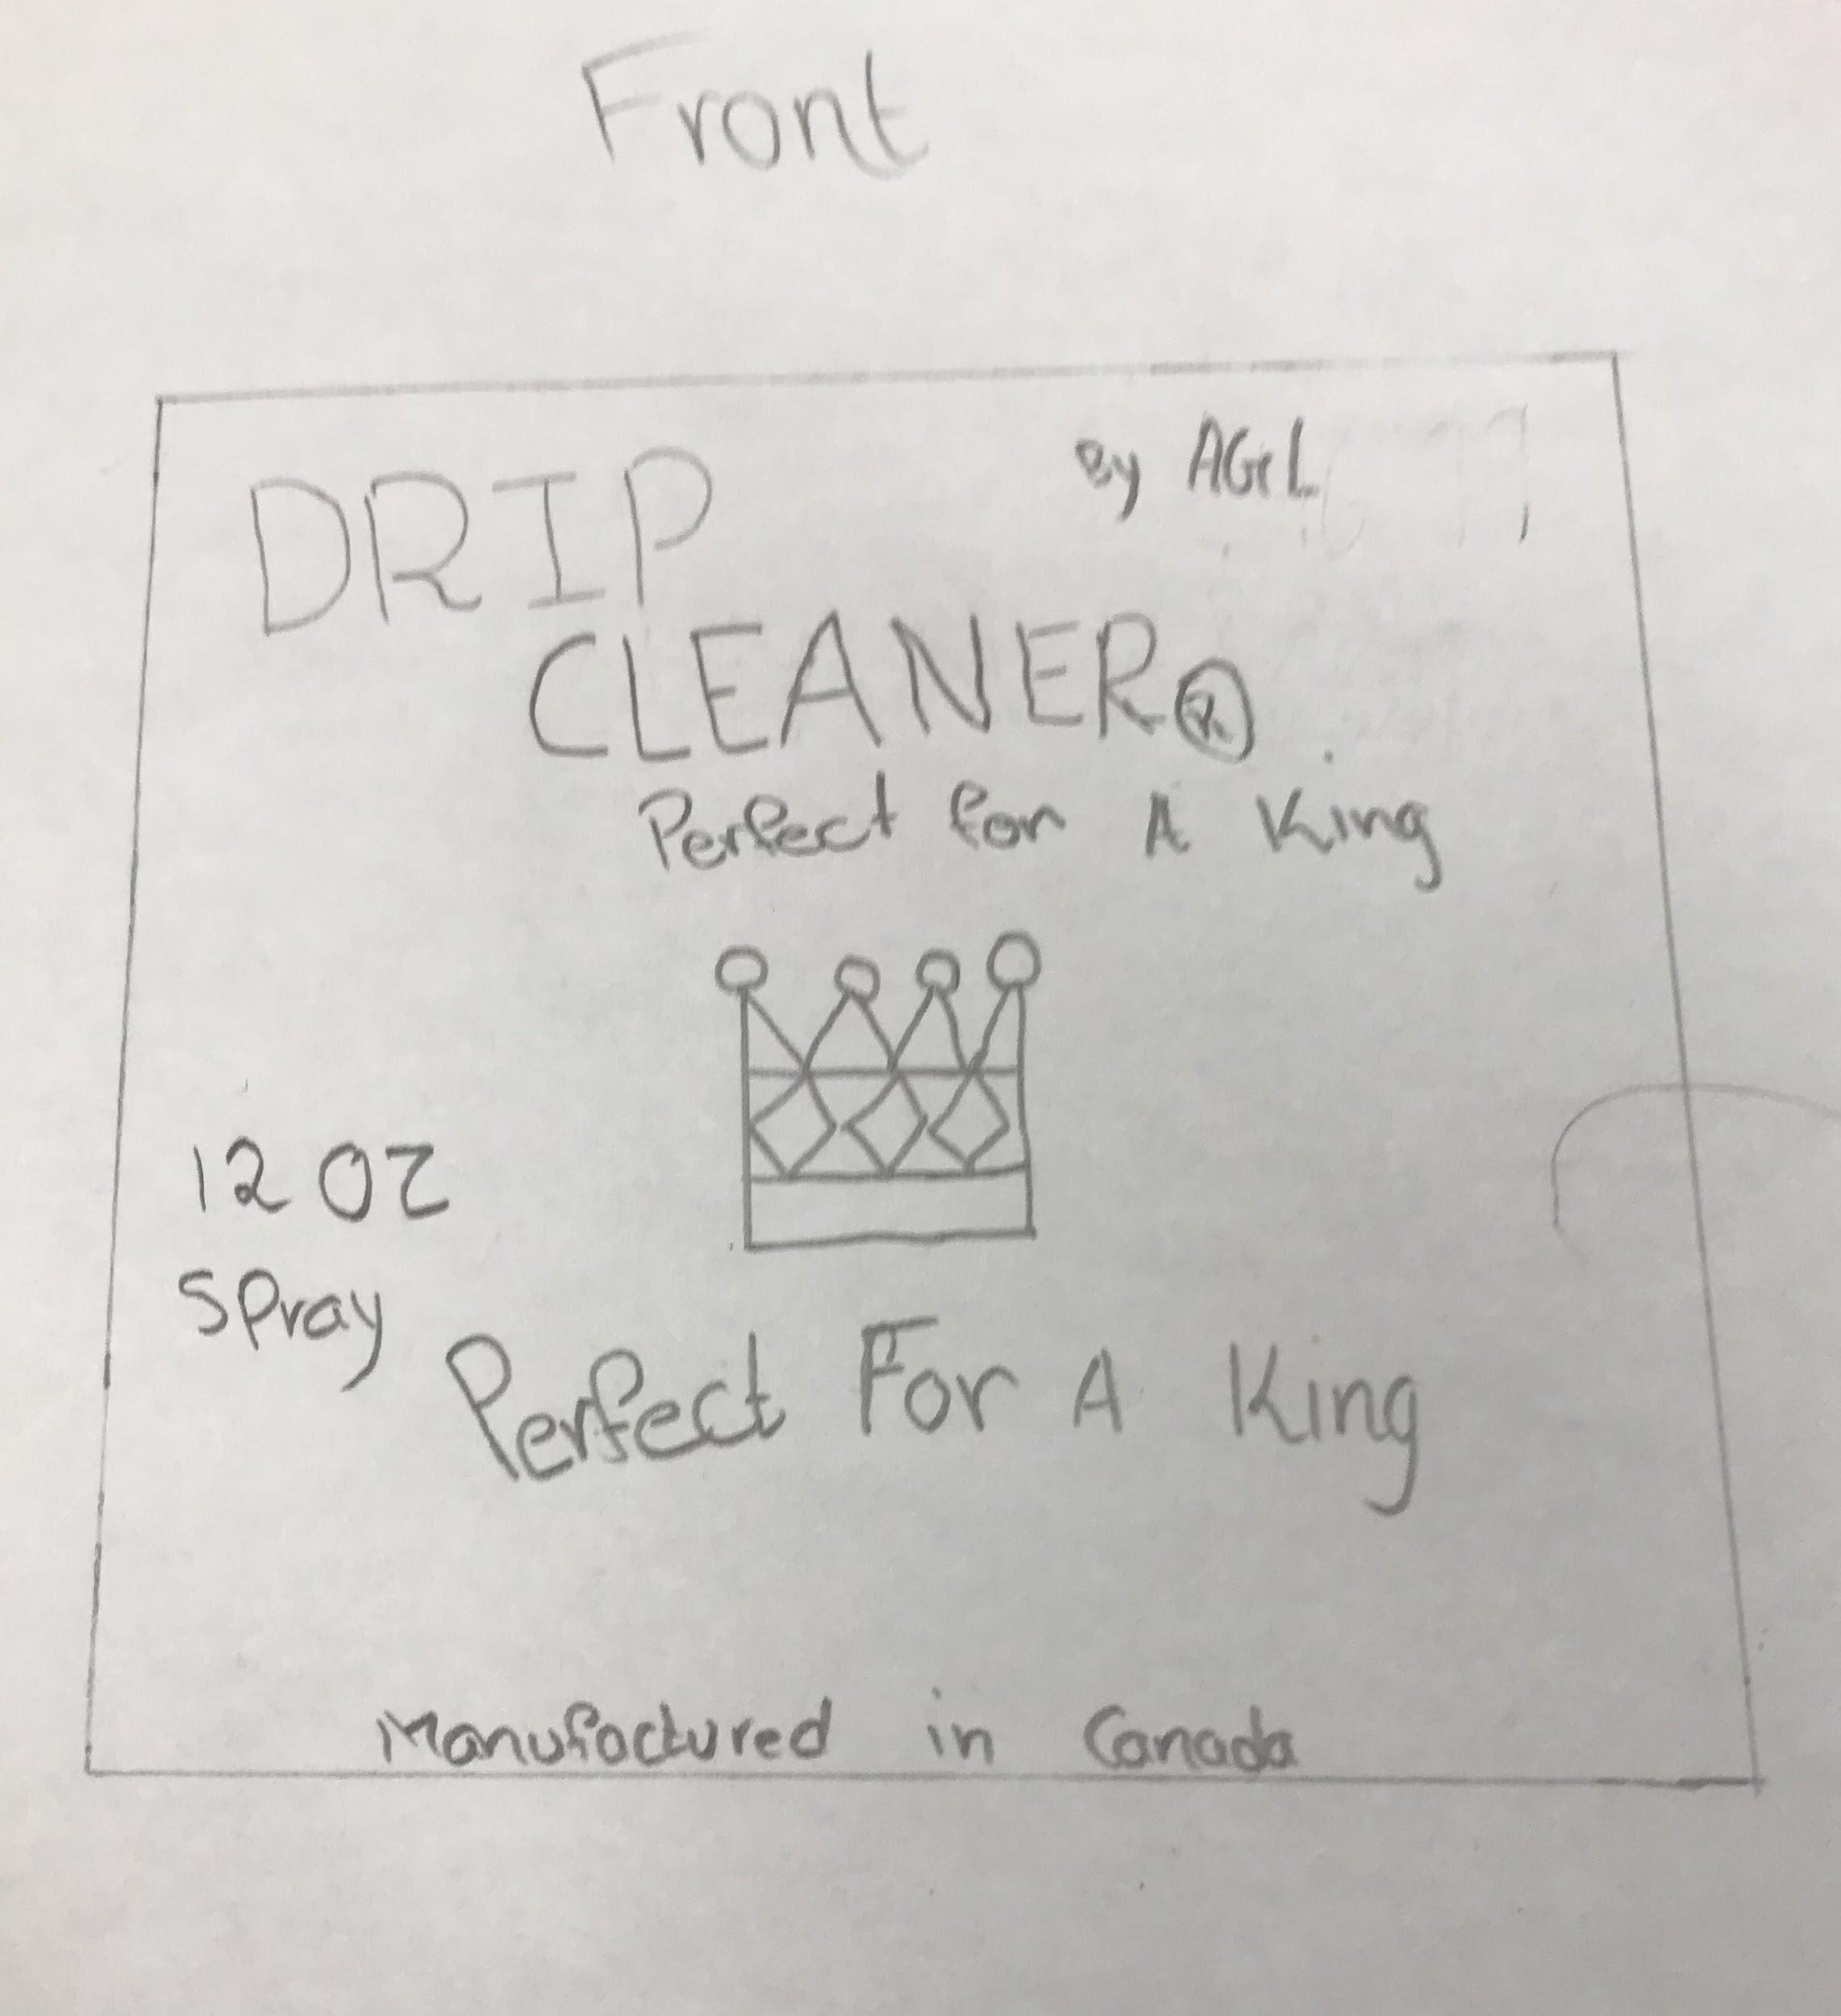 Front
By AGL
DRIP
CLEANER®
Perfect for A King
12 OZ
Spray
Perfect For A King
Manufactured in Canada